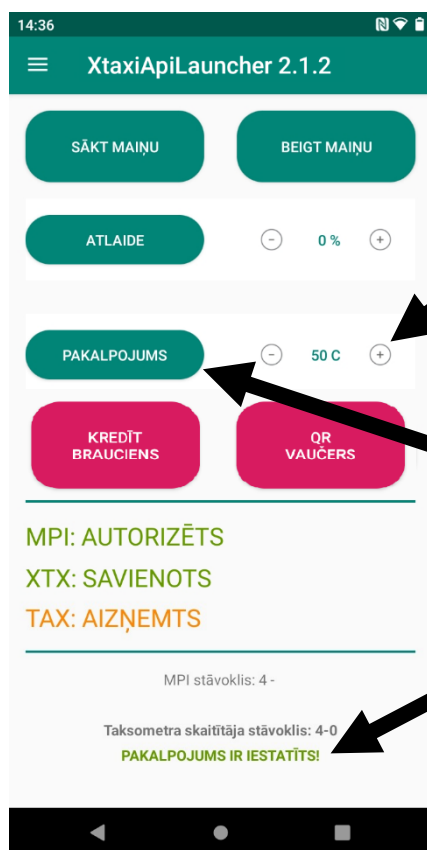 14:36
XtaxiApiLauncher 2.1.2
SĀKT MAIŅU
BEIGT MAIŅU
ATLAIDE
0 %
PAKALPOJUMS
50 C
KREDĪT
BRAUCIENS
QR
VAUČERS
MPI: AUTORIZĒTS
XTX: SAVIENOTS
TAX: AIZŅEMTS
MPI stāvoklis: 4 -
Taksometra skaitītāja stāvoklis: 4-0
PAKALPOJUMS IR IESTATĪTS!